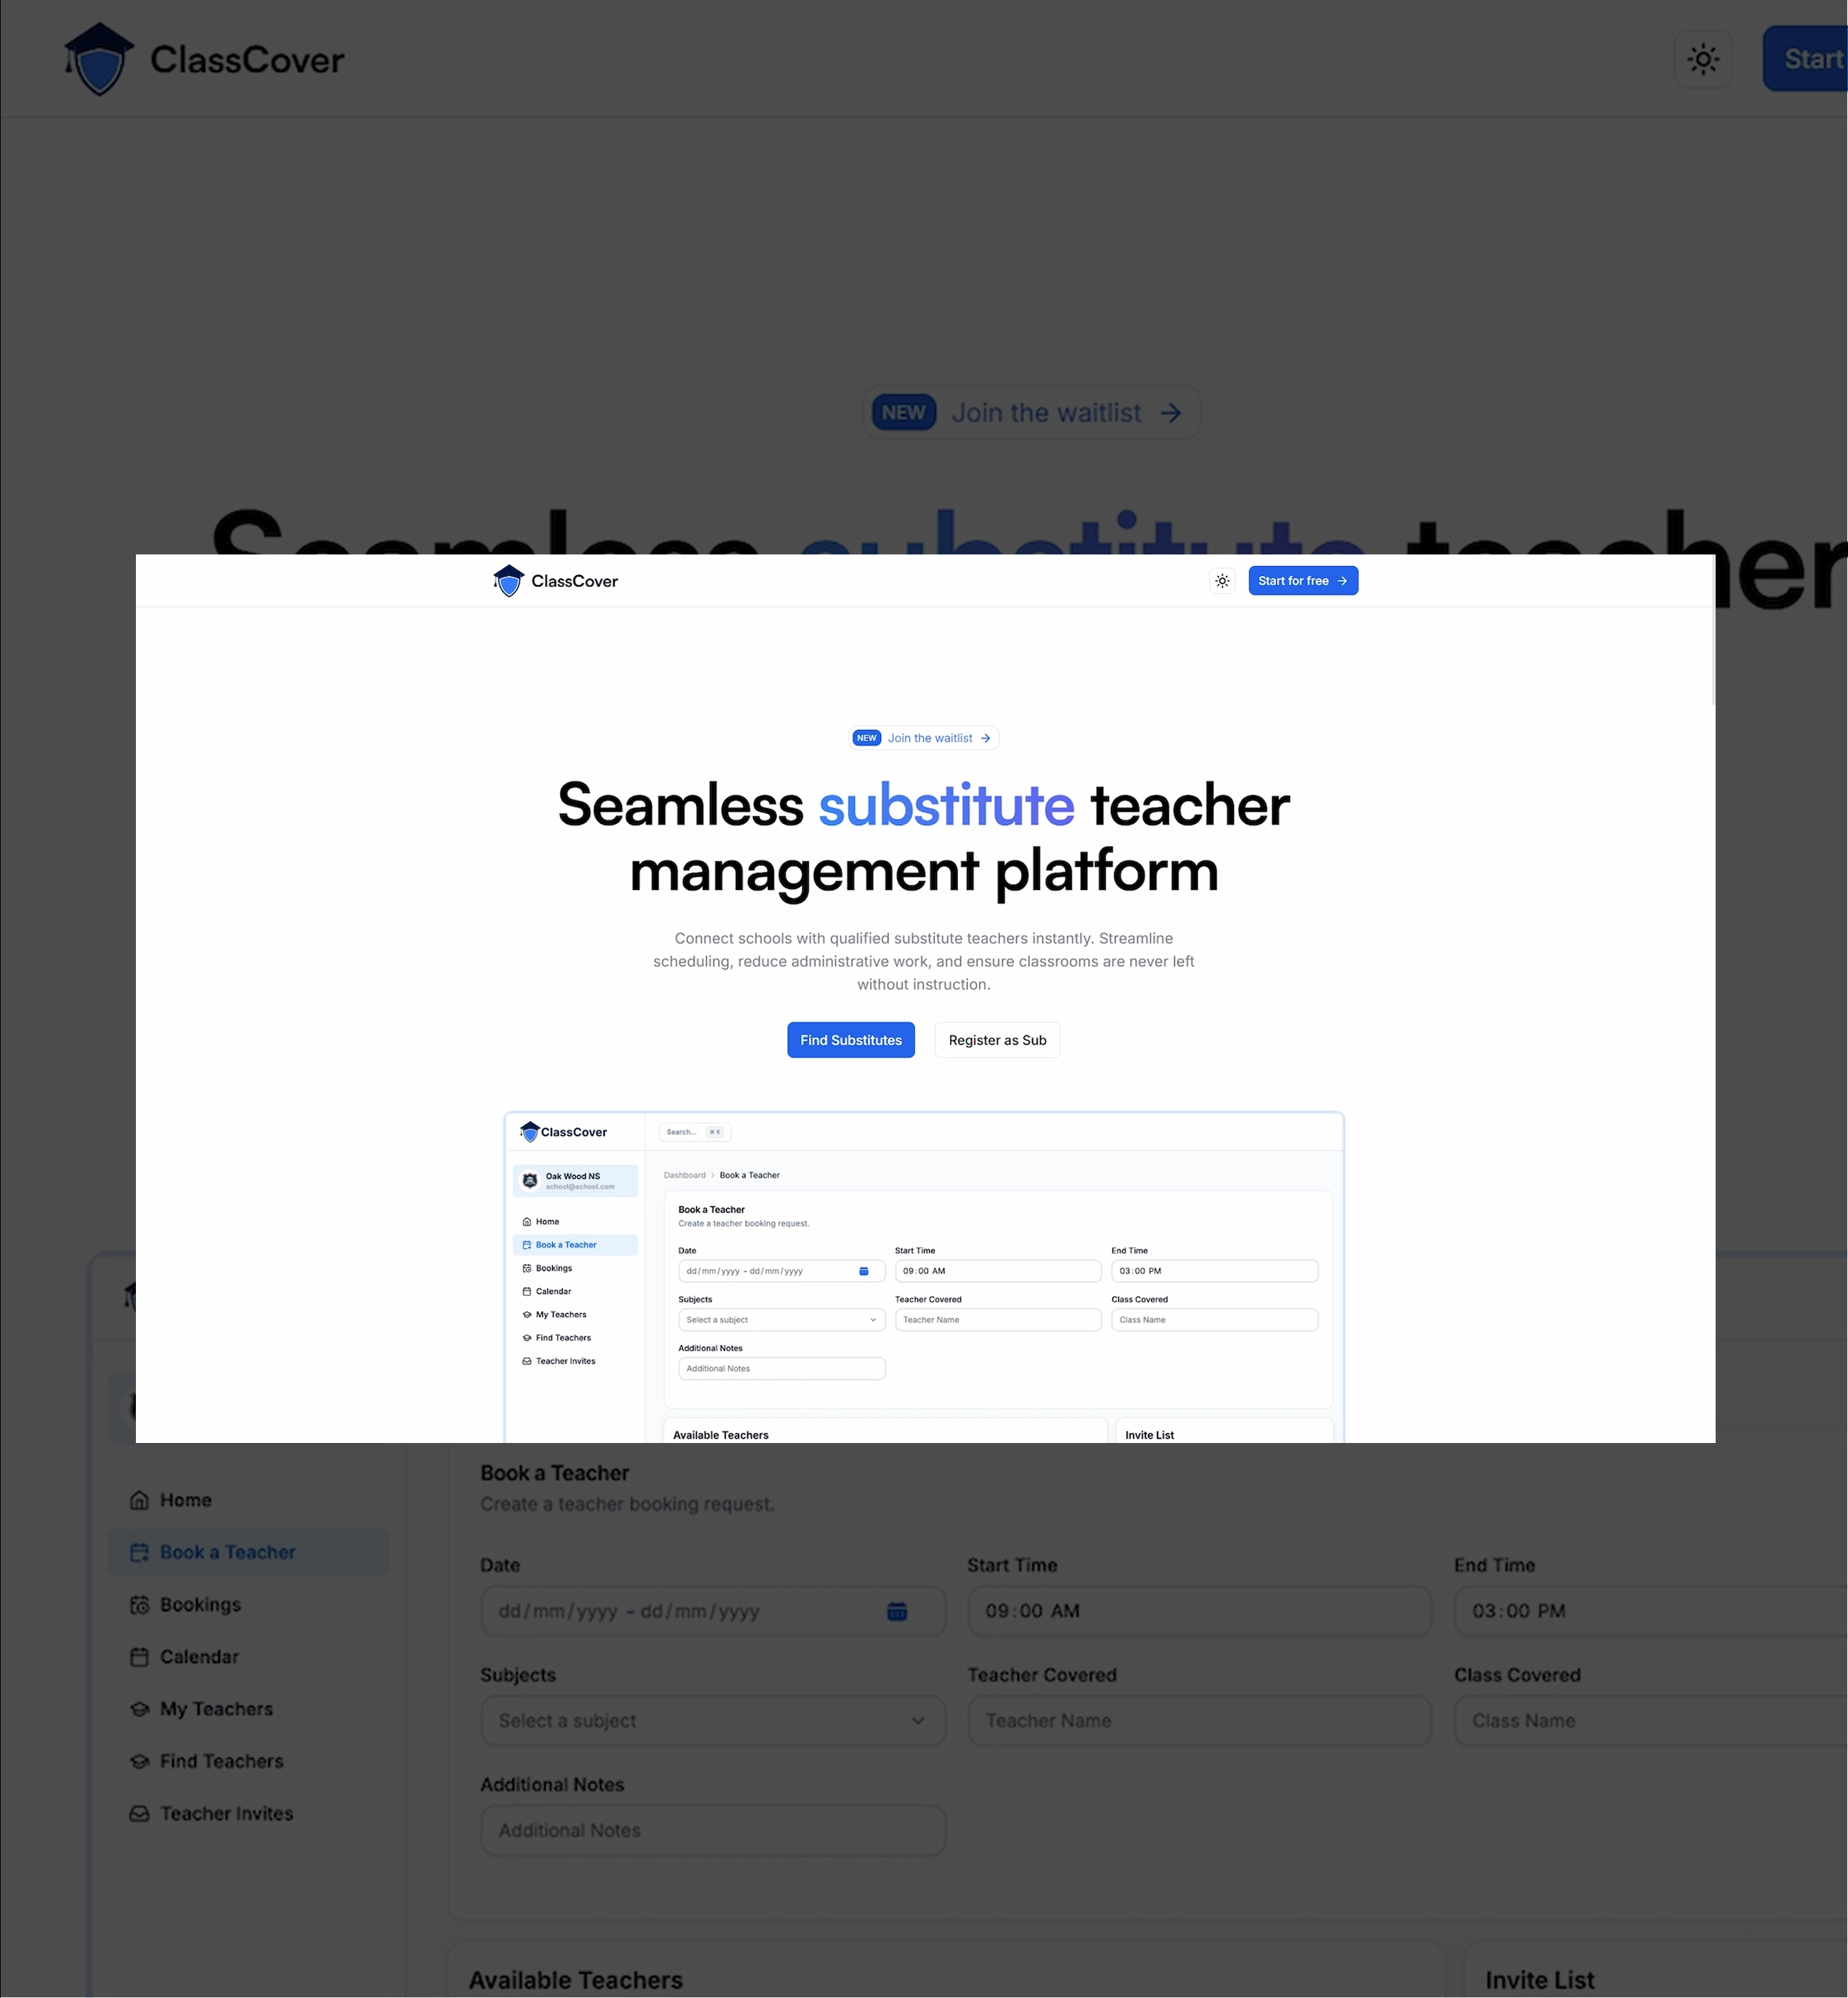 ClassCover
Start
NEW Join the waitlist →
Seamless substitute teacher
ClassCover
Start for free →
NEW Join the waitlist →
Seamless substitute teacher
management platform
Connect schools with qualified substitute teachers instantly. Streamline
scheduling, reduce administrative work, and ensure classrooms are never left
without instruction.
Find Substitutes
Register as Sub
ClassCover
Search... ⌘ K
Oak Wood NS
school@school.com
Home
Book a Teacher
Bookings
Calendar
My Teachers
Find Teachers
Teacher Invites
Dashboard > Book a Teacher
Book a Teacher
Create a teacher booking request.
Date
dd/mm/yyyy - dd/mm/yyyy
Start Time
09:00 AM
End Time
03:00 PM
Subjects
Select a subject
Teacher Covered
Teacher Name
Class Covered
Class Name
Additional Notes
Additional Notes
Available Teachers
Invite List
Home
Book a Teacher
Bookings
Calendar
My Teachers
Find Teachers
Teacher Invites
Book a Teacher
Create a teacher booking request.
Date
dd/mm/yyyy - dd/mm/yyyy
Start Time
09:00 AM
End Time
03:00 PM
Subjects
Select a subject
Teacher Covered
Teacher Name
Class Covered
Class Name
Additional Notes
Additional Notes
Available Teachers
Invite List